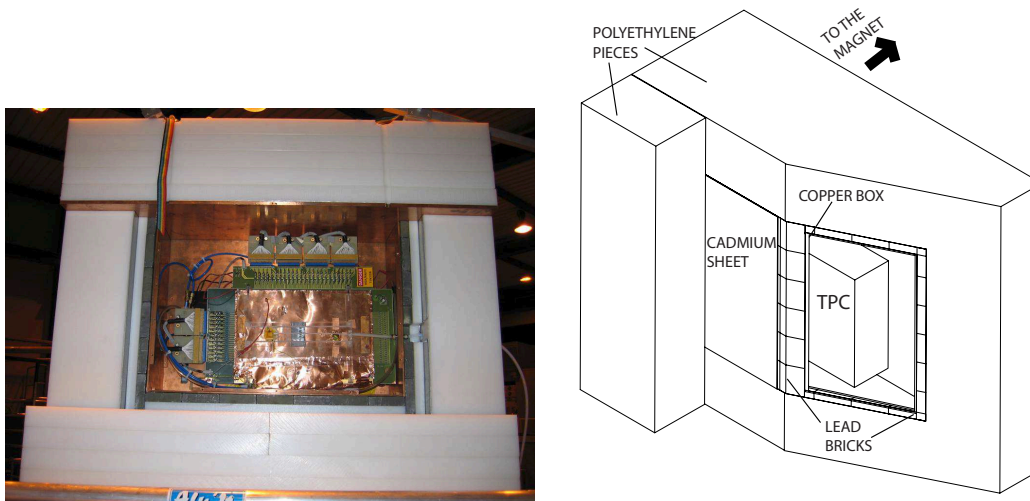 POLYETHYLENE
PIECES
TO THE
MAGNET
COPPER BOX
CADMIUM
SHEET
TPC
LEAD
BRICKS